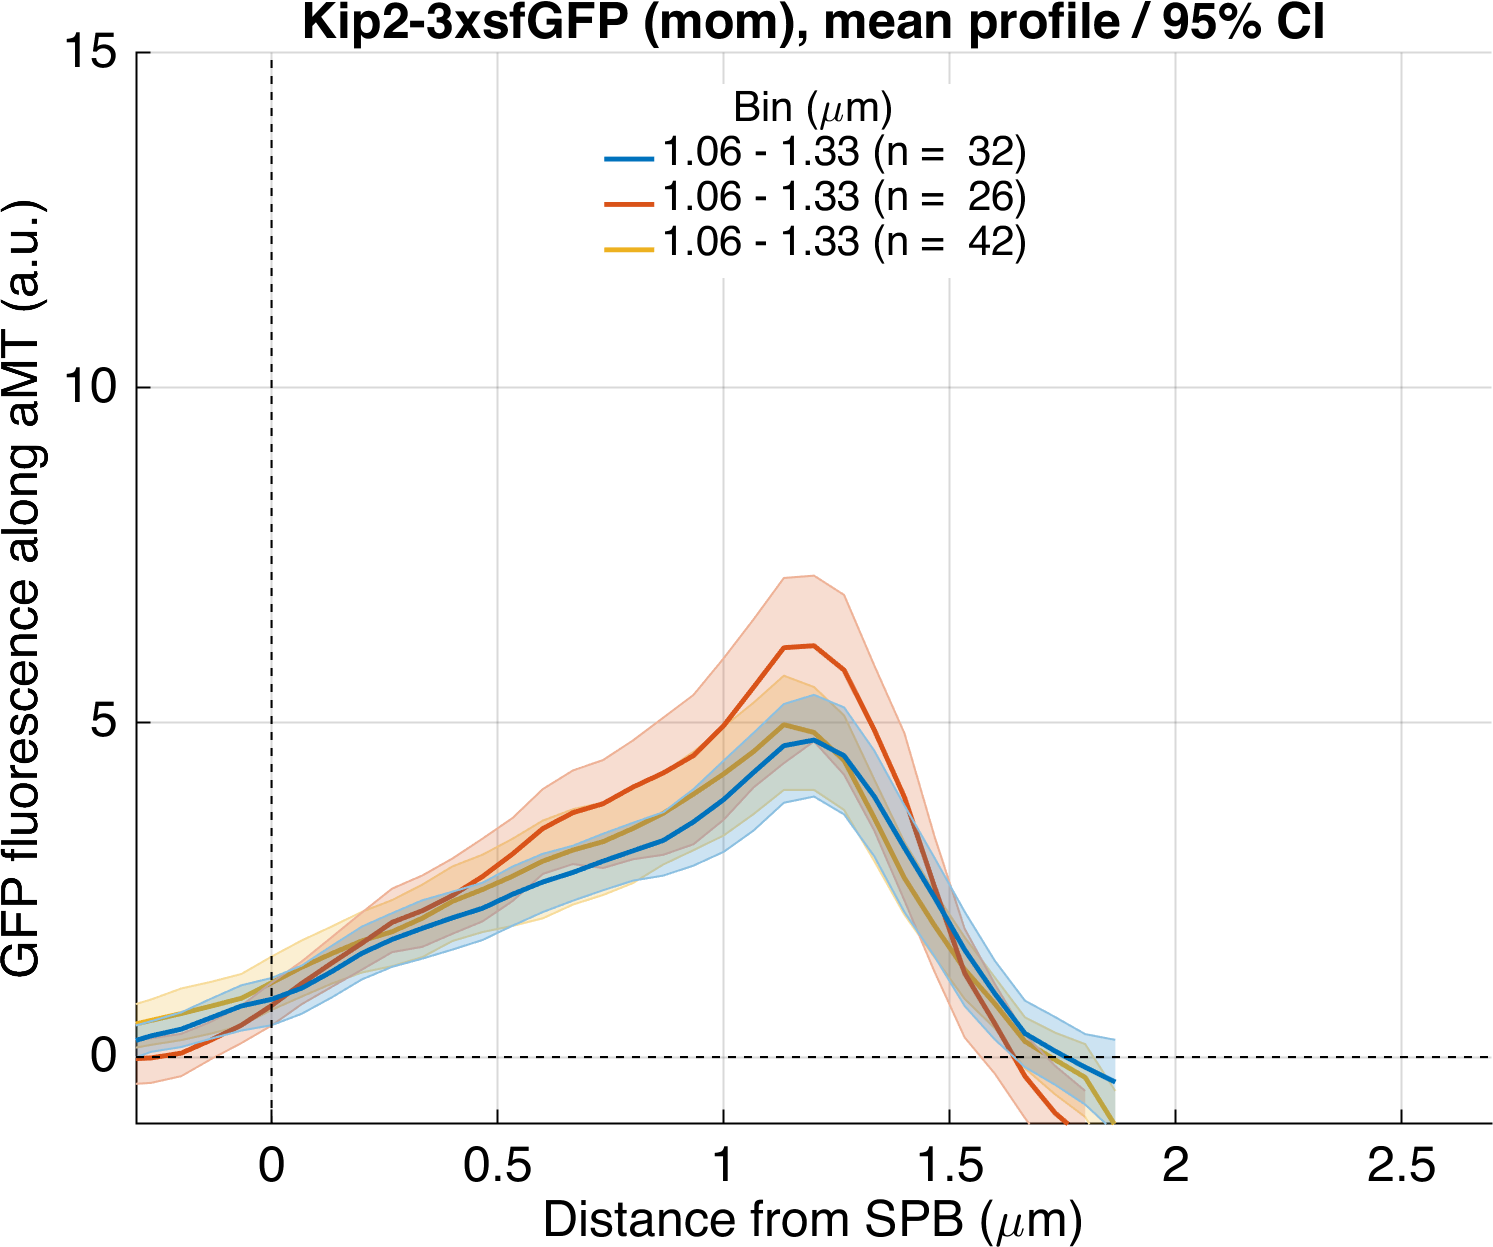 Kip2-3xsfGFP (mom), mean profile / 95% CI
GFP fluorescence along aMT (a.u.)
15
10
5
0
Bin (μm)
1.06 - 1.33 (n = 32)
1.06 - 1.33 (n = 26)
1.06 - 1.33 (n = 42)
0 0.5 1 1.5 2 2.5
Distance from SPB (μm)